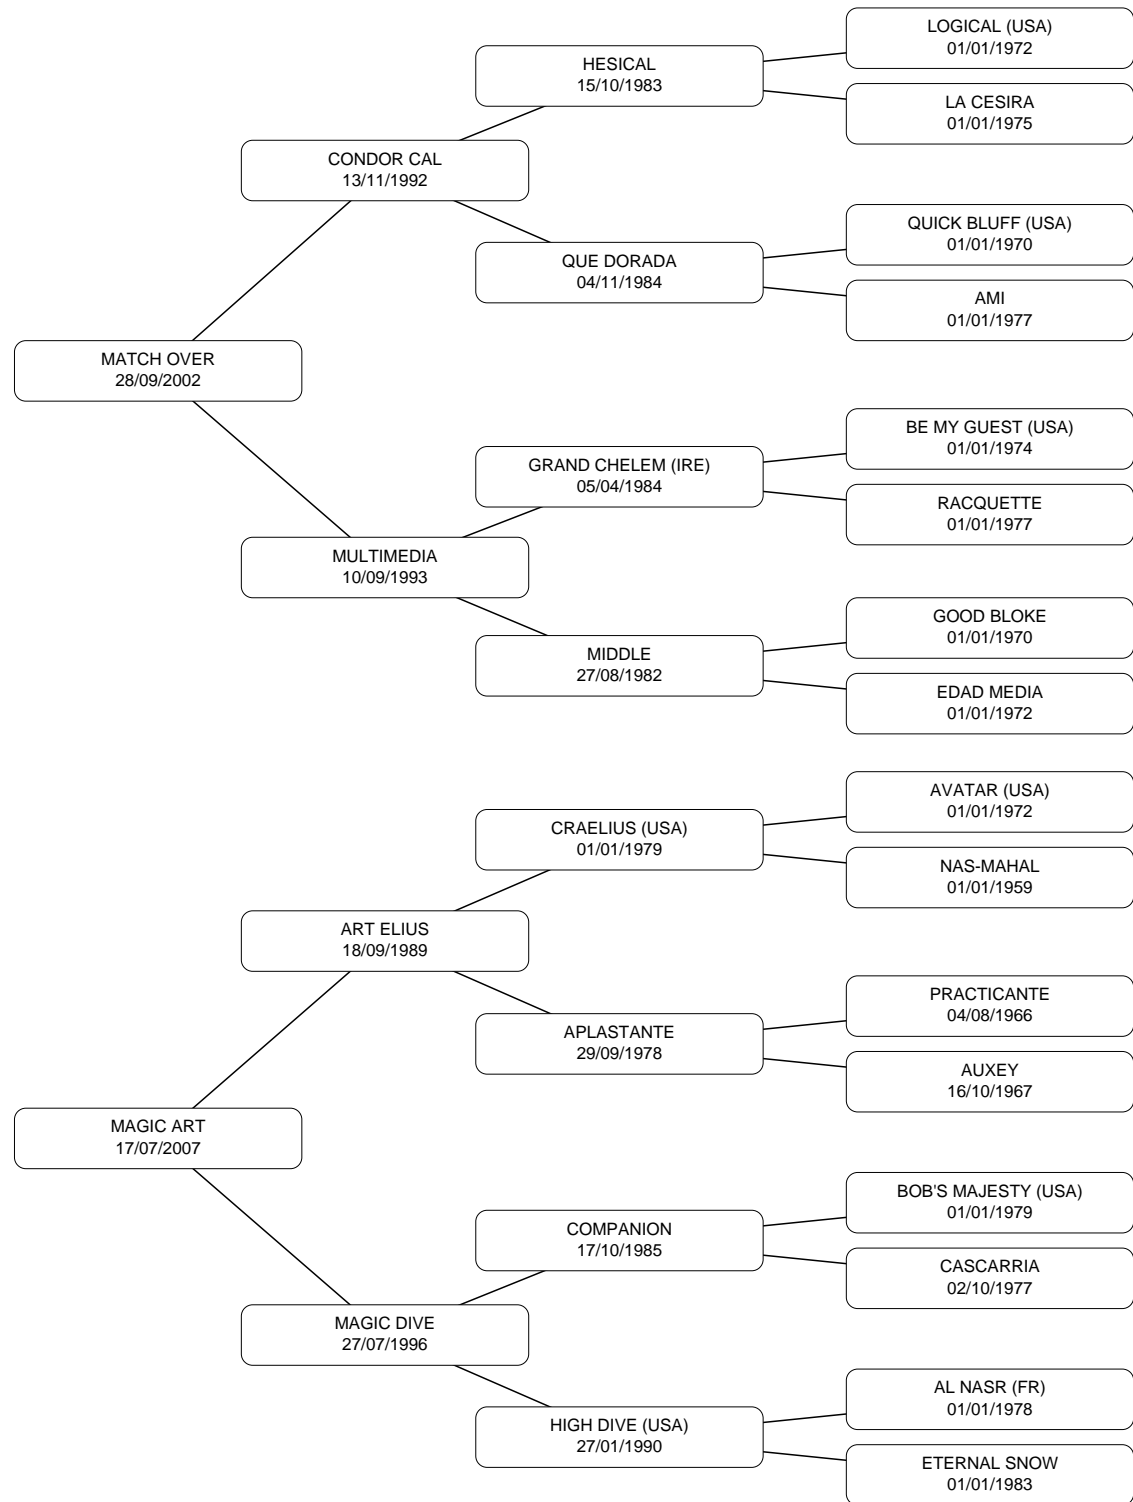 LOGICAL (USA)
01/01/1972
HESICAL
15/10/1983
LA CESIRA
01/01/1975
CONDOR CAL
13/11/1992
QUICK BLUFF (USA)
01/01/1970
QUE DORADA
04/11/1984
AMI
01/01/1977
MATCH OVER
28/09/2002
BE MY GUEST (USA)
01/01/1974
GRAND CHELEM (IRE)
05/04/1984
RACQUETTE
01/01/1977
MULTIMEDIA
10/09/1993
GOOD BLOKE
01/01/1970
MIDDLE
27/08/1982
EDAD MEDIA
01/01/1972
AVATAR (USA)
01/01/1972
CRAELIUS (USA)
01/01/1979
NAS-MAHAL
01/01/1959
ART ELIUS
18/09/1989
PRACTICANTE
04/08/1966
APLASTANTE
29/09/1978
AUXEY
16/10/1967
MAGIC ART
17/07/2007
BOB'S MAJESTY (USA)
01/01/1979
COMPANION
17/10/1985
CASCARRIA
02/10/1977
MAGIC DIVE
27/07/1996
AL NASR (FR)
01/01/1978
HIGH DIVE (USA)
27/01/1990
ETERNAL SNOW
01/01/1983